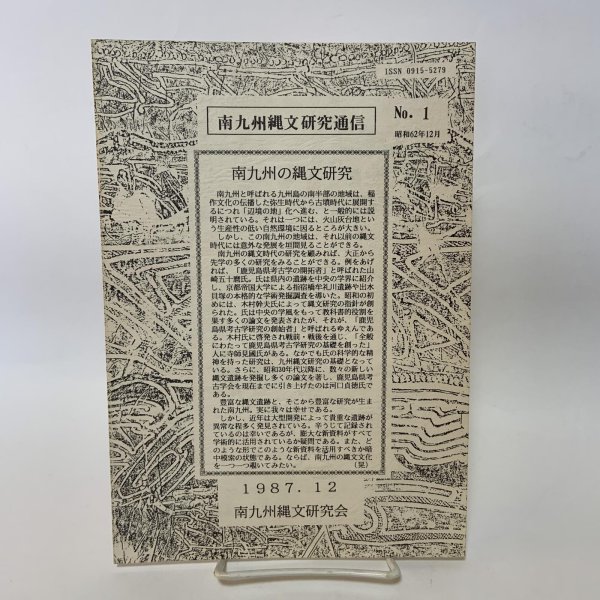 ISSN 0915-5279
南九州縄文研究通信
No. 1
昭和62年12月
南九州の縄文研究
南九州と呼ばれる九州島の南半部の地域は、稲
作文化の伝播した弥生時代から古墳時代に展開す
るにつれ「辺境の地」化へ進む、と一般的には説
明されている。それは一つには、火山灰台地とい
う生産性の低い自然環境に因るところが大きい。
しかし、この南九州の地域は、それ以前の縄文
時代には意外な発展を垣間見ることができる。
南九州の縄文時代の研究を顧みれば、大正から
先学の多くの研究をみることができる。例をあげ
れば、「鹿児島県考古学の開拓者」と呼ばれた山
崎五十麿氏。氏は県内の遺跡を中央の学界に紹介
し、京都帝国大学による指宿橋牟礼川遺跡や出水
貝塚の本格的な学術発掘調査を導いた。昭和の初
めには、木村幹夫氏によって縄文研究の指針が創
られた。氏は中央の学風をもって教科書的役割を
果す多くの論文を発表されたが、それが、「鹿児
島県考古学研究の創始者」と呼ばれるゆえんであ
る。木村氏に啓発され戦前・戦後を通じ、「全般
にわたって鹿児島県考古学研究の基礎を創った」
人に寺師見國氏がある。なかでも氏の科学的な精
神を持った研究は、九州縄文研究の基礎となって
いる。さらに、昭和30年代以降に、数々の新しい
縄文遺跡を発掘し多くの論文を著し、鹿児島県考
古学会を現在までに引き上げたのは河口貞徳氏で
ある。
豊富な縄文遺跡と、そこから豊富な研究が生ま
れた南九州。実に我々は幸せである。
しかし、近年は大型開発によって貴重な遺跡が
異常な程多く発見されている。辛うじて記録され
ているのは幸いであるが、膨大な新資料がすべて
学術的に活用されているか疑問である。また、ど
のような形でこのような新資料を活用すべきか暗
中模索の状態である。ならば、南九州の縄文文化
を一つ一つ覗いてみたい。 (晃)
1987. 12
南九州縄文研究会